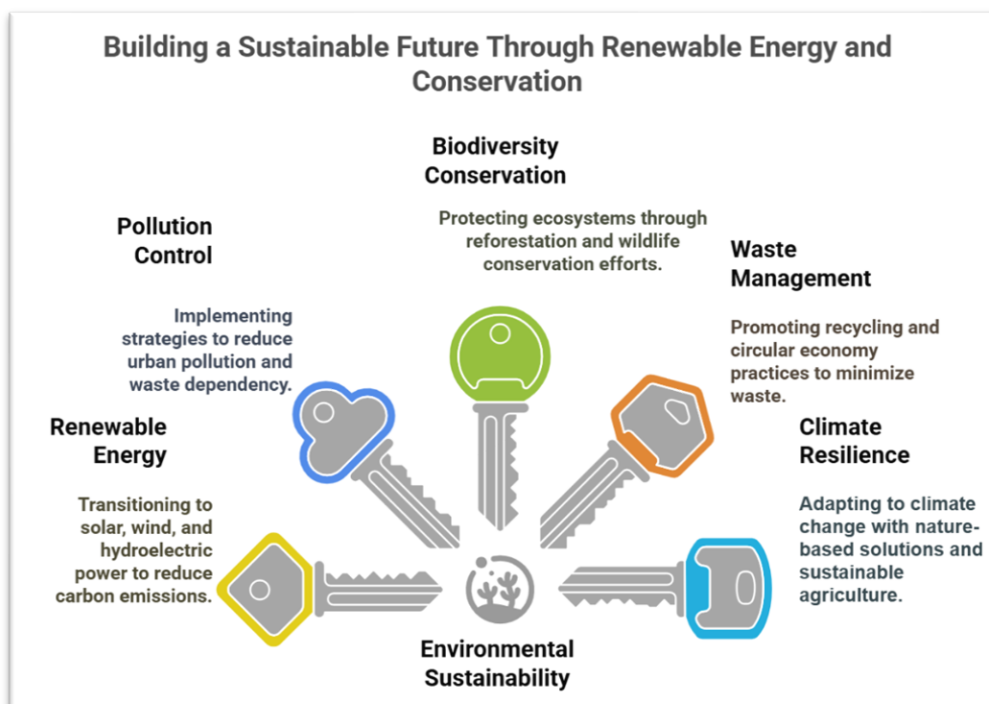 Building a Sustainable Future Through Renewable Energy and
Conservation
Biodiversity
Conservation
Protecting ecosystems through
reforestation and wildlife
conservation efforts.
Pollution
Control
Implementing
strategies to reduce
urban pollution and
waste dependency.
Waste
Management
Promoting recycling and
circular economy
practices to minimize
waste.
Renewable
Energy
Transitioning to
solar, wind, and
hydroelectric
power to reduce
carbon emissions.
Climate
Resilience
Adapting to climate
change with nature-
based solutions and
sustainable
agriculture.
Environmental
Sustainability